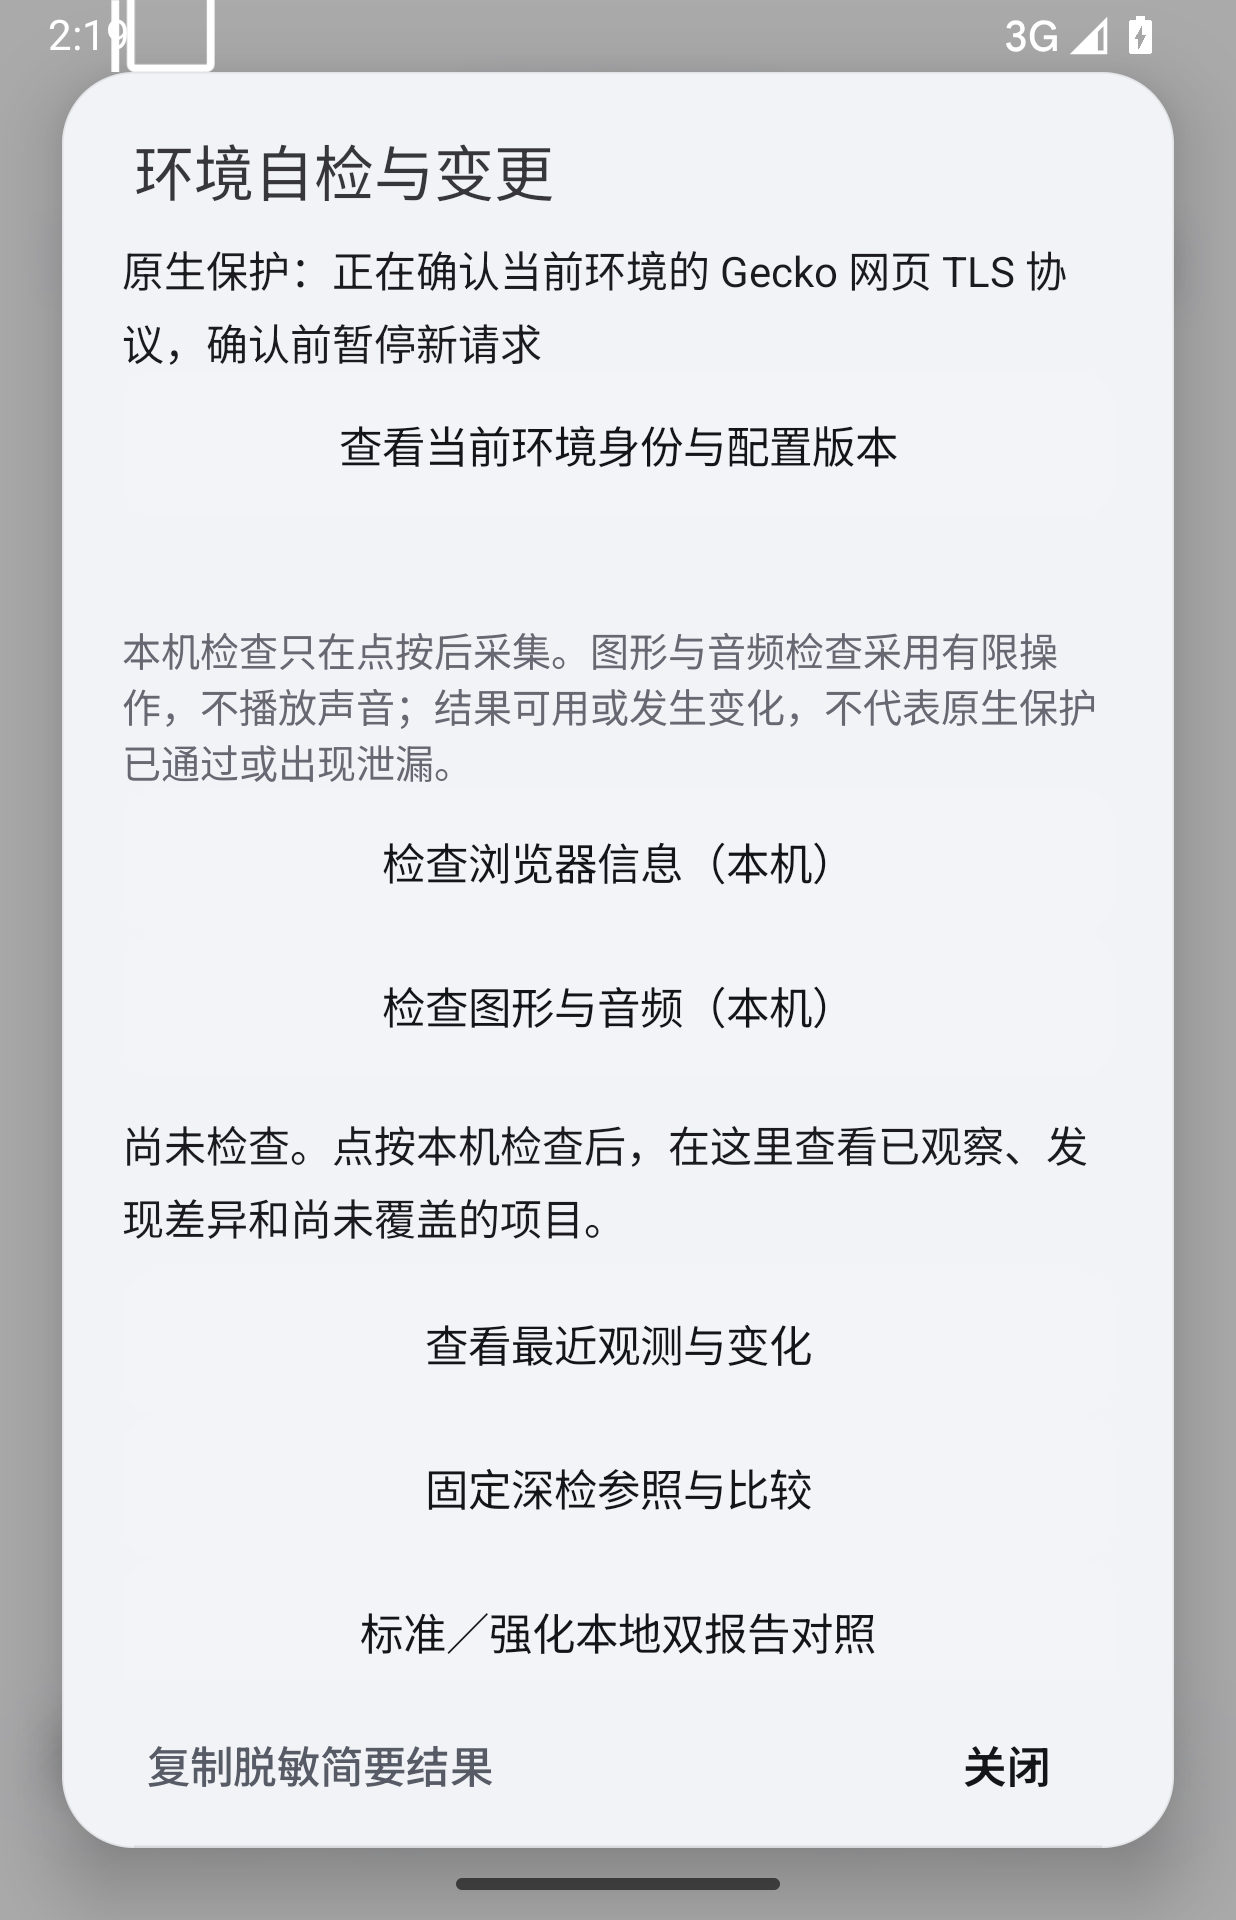 2:19
3G
环境自检与变更
原生保护：正在确认当前环境的 Gecko 网页 TLS 协
议，确认前暂停新请求
查看当前环境身份与配置版本
本机检查只在点按后采集。图形与音频检查采用有限操
作，不播放声音；结果可用或发生变化，不代表原生保护
已通过或出现泄漏。
检查浏览器信息（本机）
检查图形与音频（本机）
尚未检查。点按本机检查后，在这里查看已观察、发
现差异和尚未覆盖的项目。
查看最近观测与变化
固定深检参照与比较
标准／强化本地双报告对照
复制脱敏简要结果
关闭